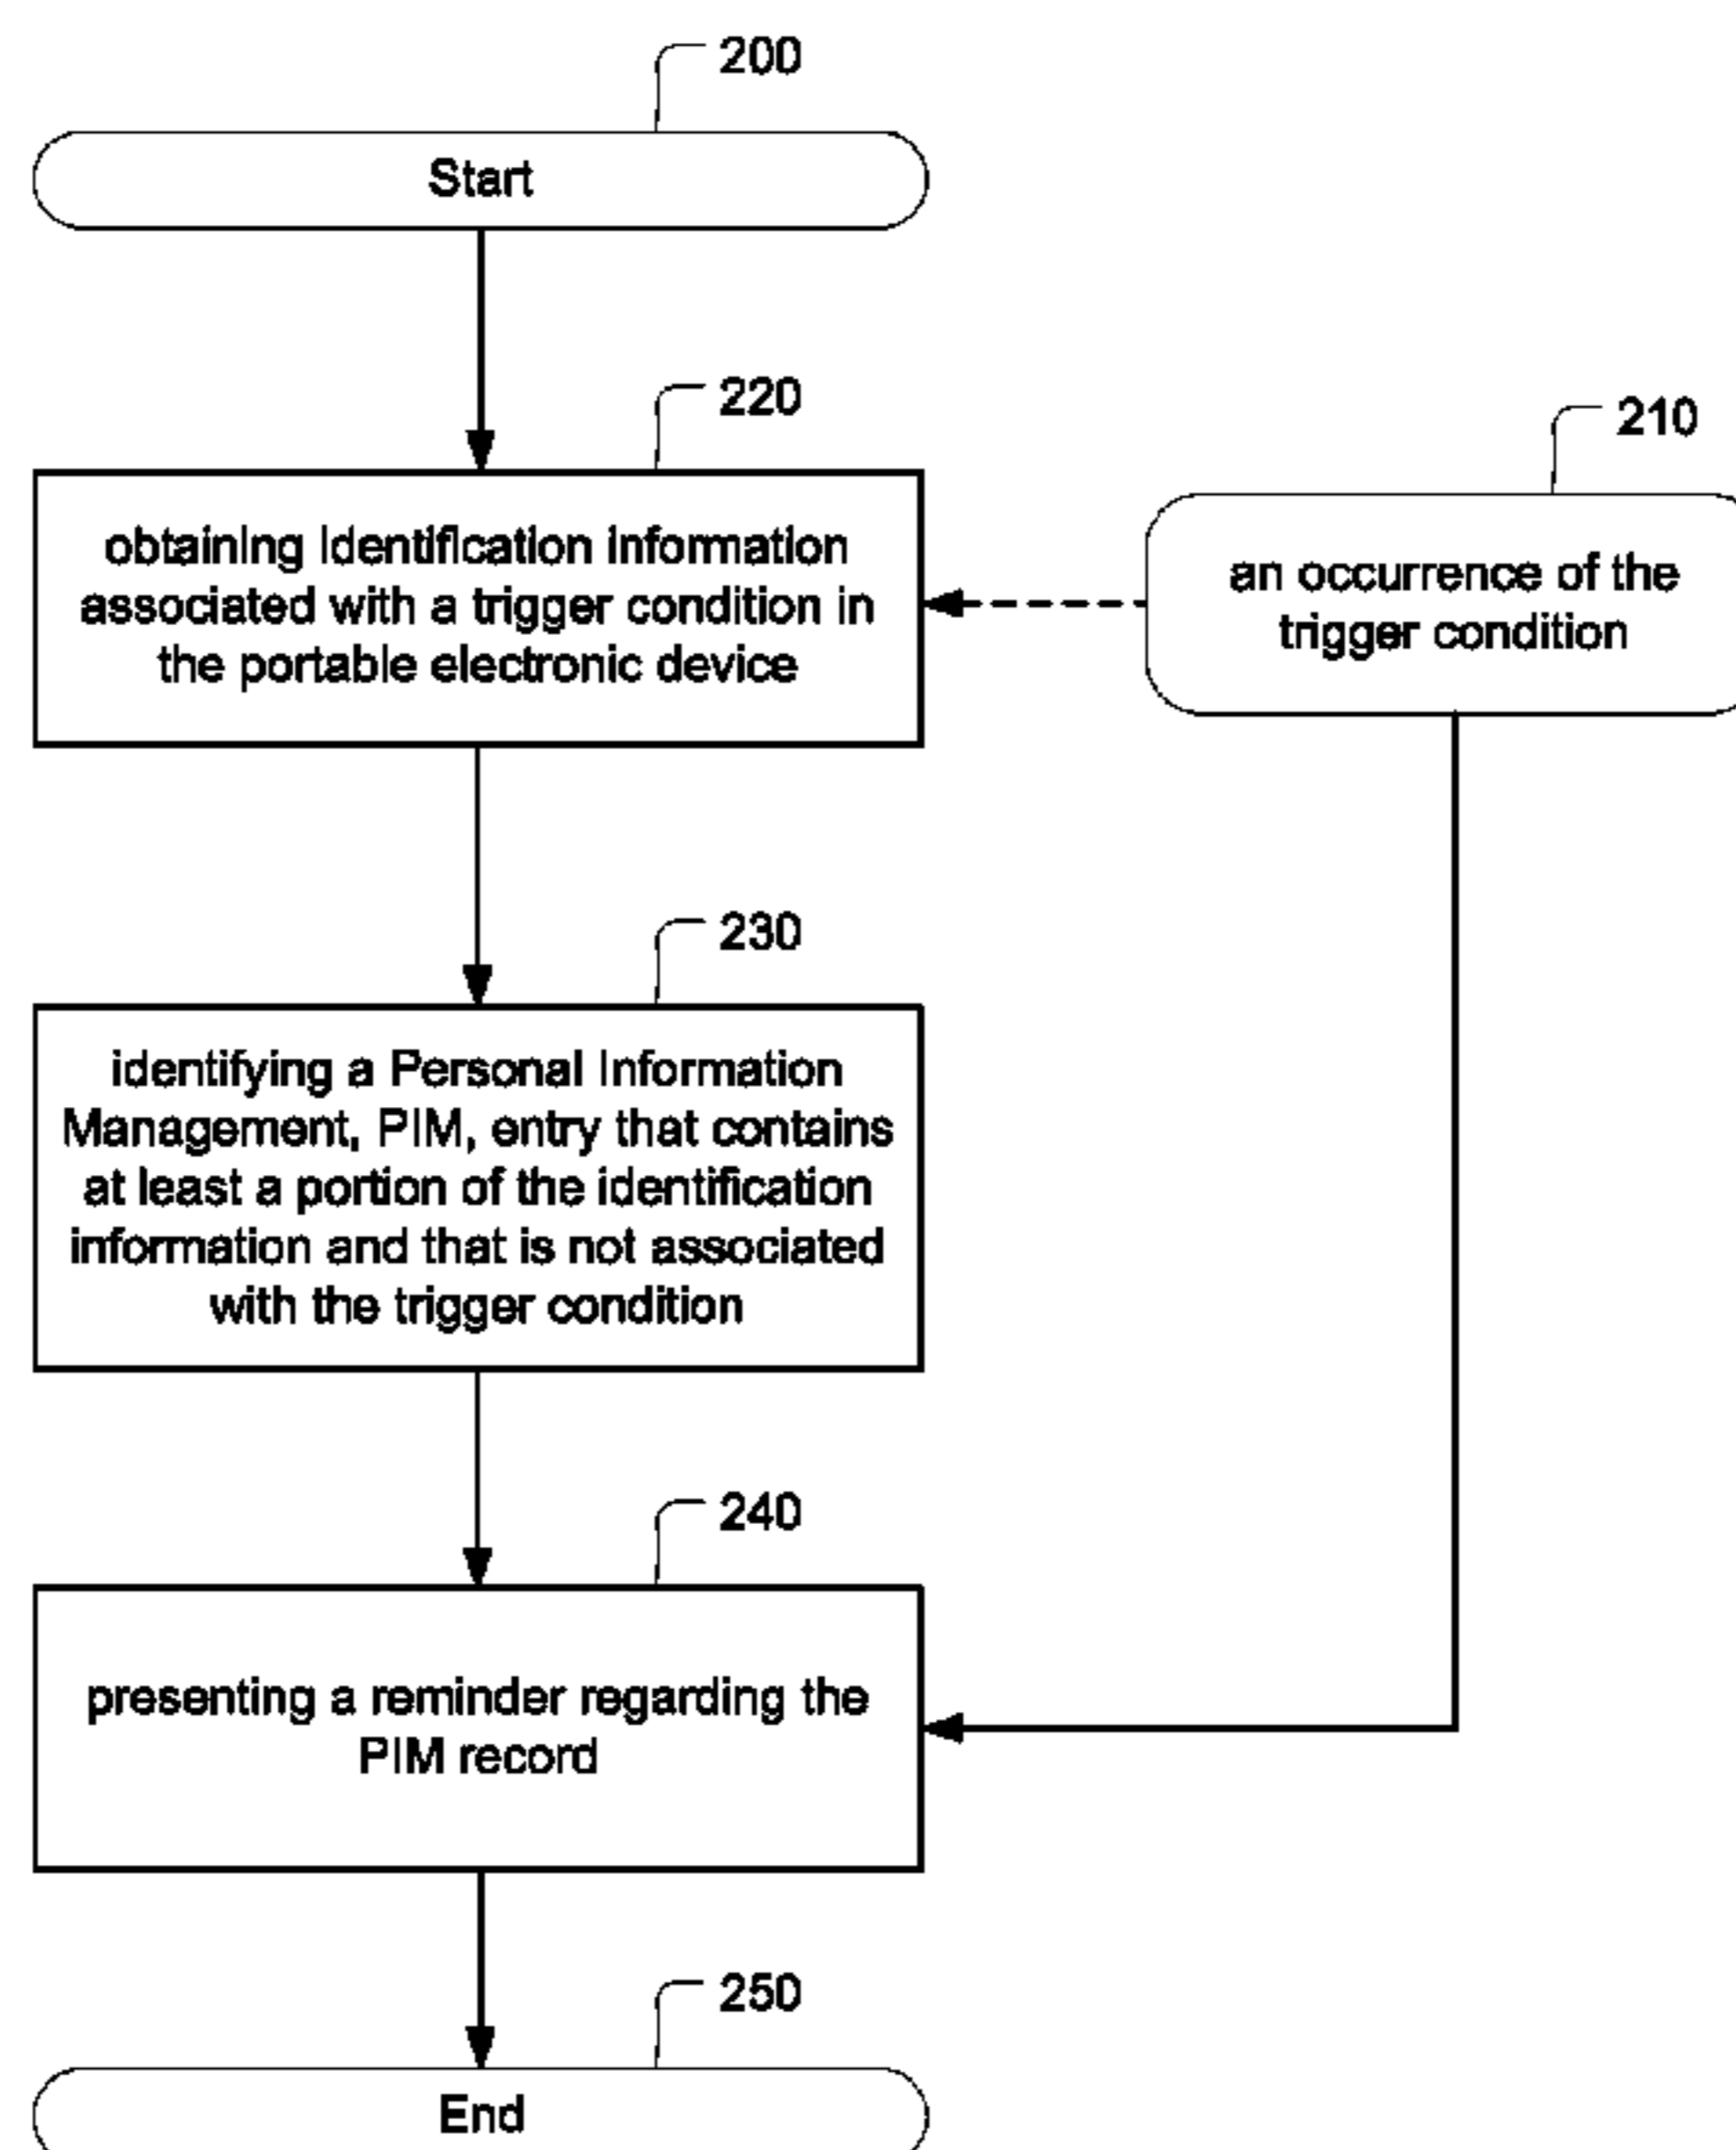 200
Start
220
obtaining identification information
associated with a trigger condition in
the portable electronic device
210
an occurrence of the
trigger condition
230
identifying a Personal Information
Management, PIM, entry that contains
at least a portion of the identification
information and that is not associated
with the trigger condition
240
presenting a reminder regarding the
PIM record
250
End